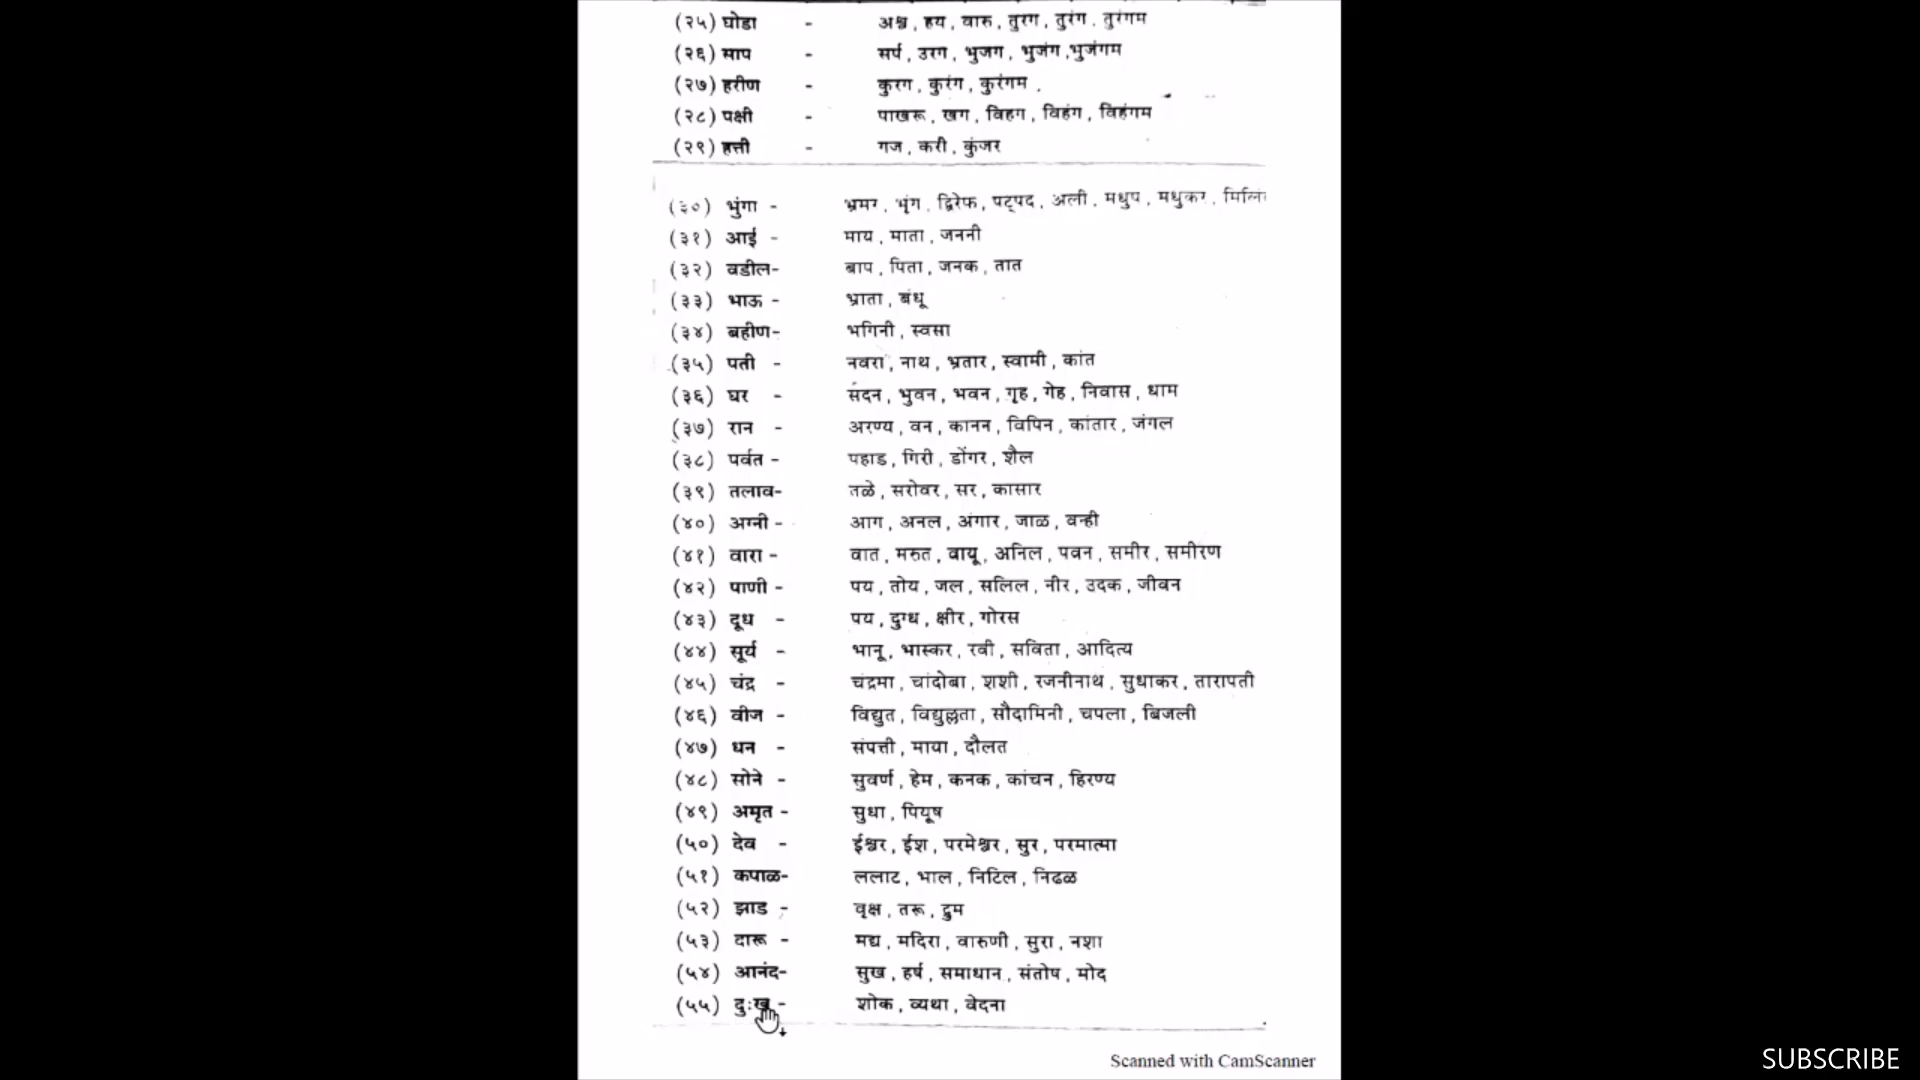 (२५) घोडा - अश्व, हय, वारु, तुरग, तुरंग, तुरंगम
(२६) साप - सर्प, उरग, भुजग, भुजंग, भुजंगम
(२७) हरीण - कुरग, कुरंग, कुरंगम.
(२८) पक्षी - पाखरू, खग, विहग, विहंग, विहंगम
(२९) हत्ती - गज, करी, कुंजर
(३०) भुंगा - भ्रमर, भृंग, द्विरेफ, षट्पद, अली, मधुप, मधुकर,
(३१) आई - माय, माता, जननी
(३२) वडील- बाप, पिता, जनक, तात
(३३) भाऊ - भ्राता, बंधू
(३४) बहीण- भगिनी, स्वसा
(३५) पती - नवरा, नाथ, भ्रतार, स्वामी, कांत
(३६) घर - सदन, भुवन, भवन, गृह, गेह, निवास, धाम
(३७) रान - अरण्य, वन, कानन, विपिन, कांतार, जंगल
(३८) पर्वत - पहाड, गिरी, डोंगर, शैल
(३९) तलाव- तळे, सरोवर, सर, कासार
(४०) अग्नी - आग, अनल, अंगार, जाळ, वन्ही
(४१) वारा - वात, मरुत, वायू, अनिल, पवन, समीर, समीरण
(४२) पाणी - पय, तोय, जल, सलिल, नीर, उदक, जीवन
(४३) दूध - पय, दुग्ध, क्षीर, गोरस
(४४) सूर्य - भानू, भास्कर, रवी, सविता, आदित्य
(४५) चंद्र - चंद्रमा, चांदोबा, शशी, रजनीनाथ, सुधाकर, तारापती
(४६) वीज - विद्युत, विद्युल्लता, सौदामिनी, चपला, बिजली
(४७) धन - संपत्ती, माया, दौलत
(४८) सोने - सुवर्ण, हेम, कनक, कांचन, हिरण्य
(४९) अमृत - सुधा, पियूष
(५०) देव - ईश्वर, ईश, परमेश्वर, सुर, परमात्मा
(५१) कपाळ- ललाट, भाल, निटिल, निढळ
(५२) झाड - वृक्ष, तरू, द्रुम
(५३) दारू - मद्य, मदिरा, वारुणी, सुरा, नशा
(५४) आनंद- सुख, हर्ष, समाधान, संतोष, मोद
(५५) दुःख - शोक, व्यथा, वेदना
Scanned with CamScanner
SUBSCRIBE